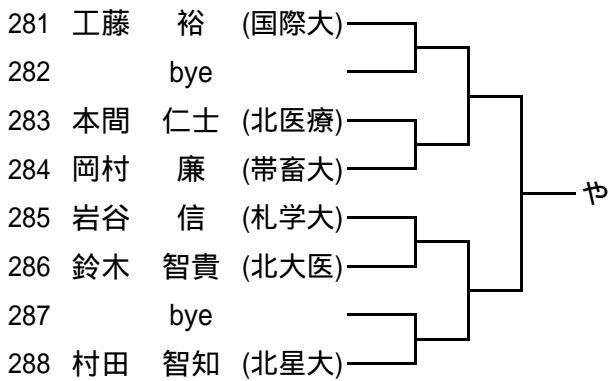 281 工藤 裕 (国際大)
282 bye
283 本間 仁士 (北医療)
284 岡村 廉 (帯畜大)
や
285 岩谷 信 (札学大)
286 鈴木 智貴 (北大医)
287 bye
288 村田 智知 (北星大)